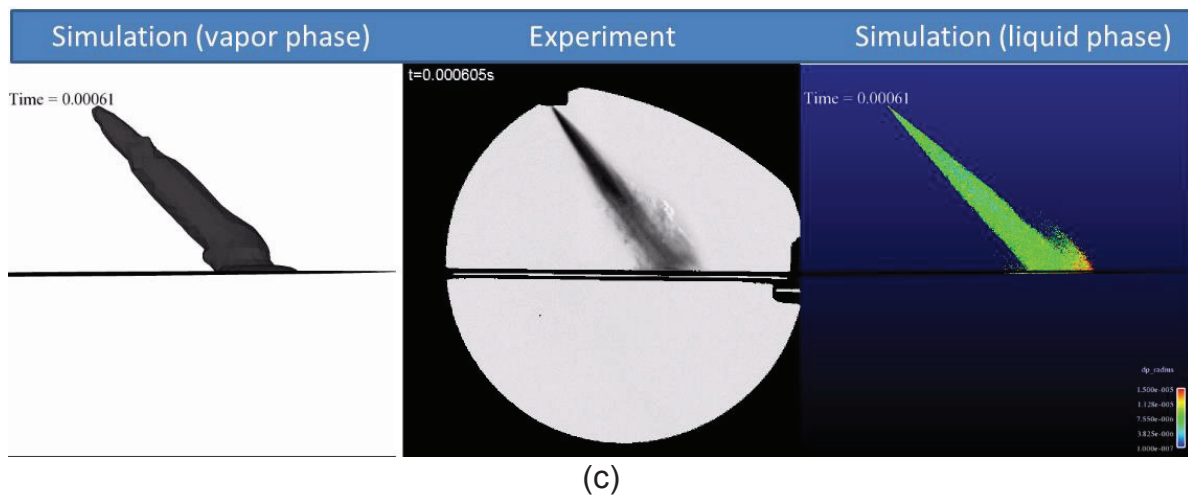 Simulation (vapor phase)
Experiment
Simulation (liquid phase)
Time = 0.00061
t=0.000605s
Time = 0.00061
dp_radius
1.500e-005
1.128e-005
7.550e-006
3.825e-006
1.000e-007
(c)